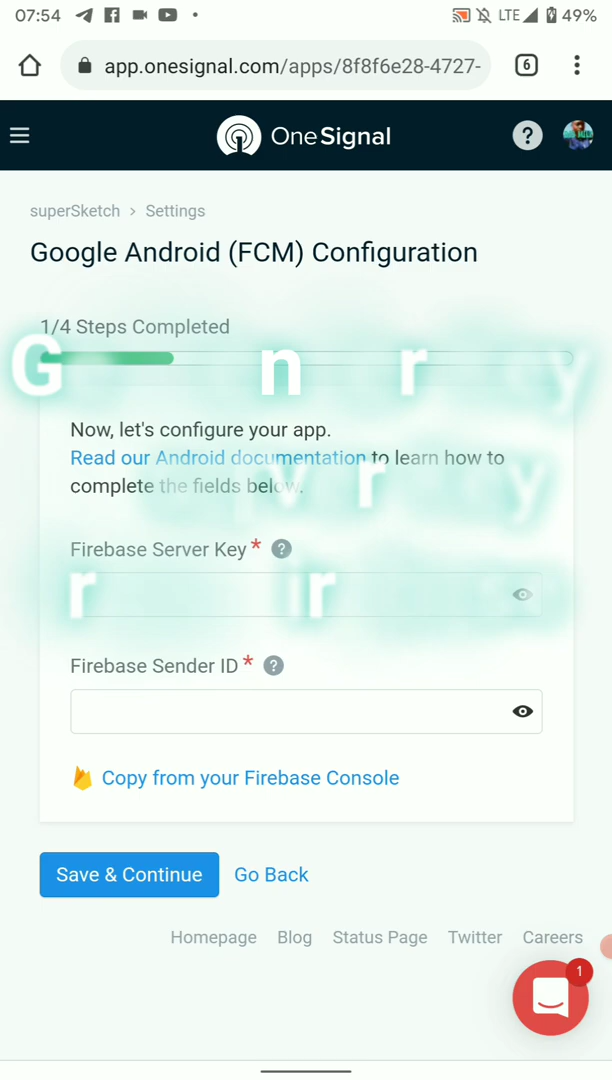 07:54 LTE 49%
app.onesignal.com/apps/8f8f6e28-4727- 6
OneSignal ?
superSketch > Settings
Google Android (FCM) Configuration
1/4 Steps Completed
G n r y
Now, let's configure your app.
Read our Android documentation to learn how to
complete the fields below.
v r y
Firebase Server Key * ?
r ir
Firebase Sender ID * ?
Copy from your Firebase Console
Save & Continue Go Back
Homepage Blog Status Page Twitter Careers
1